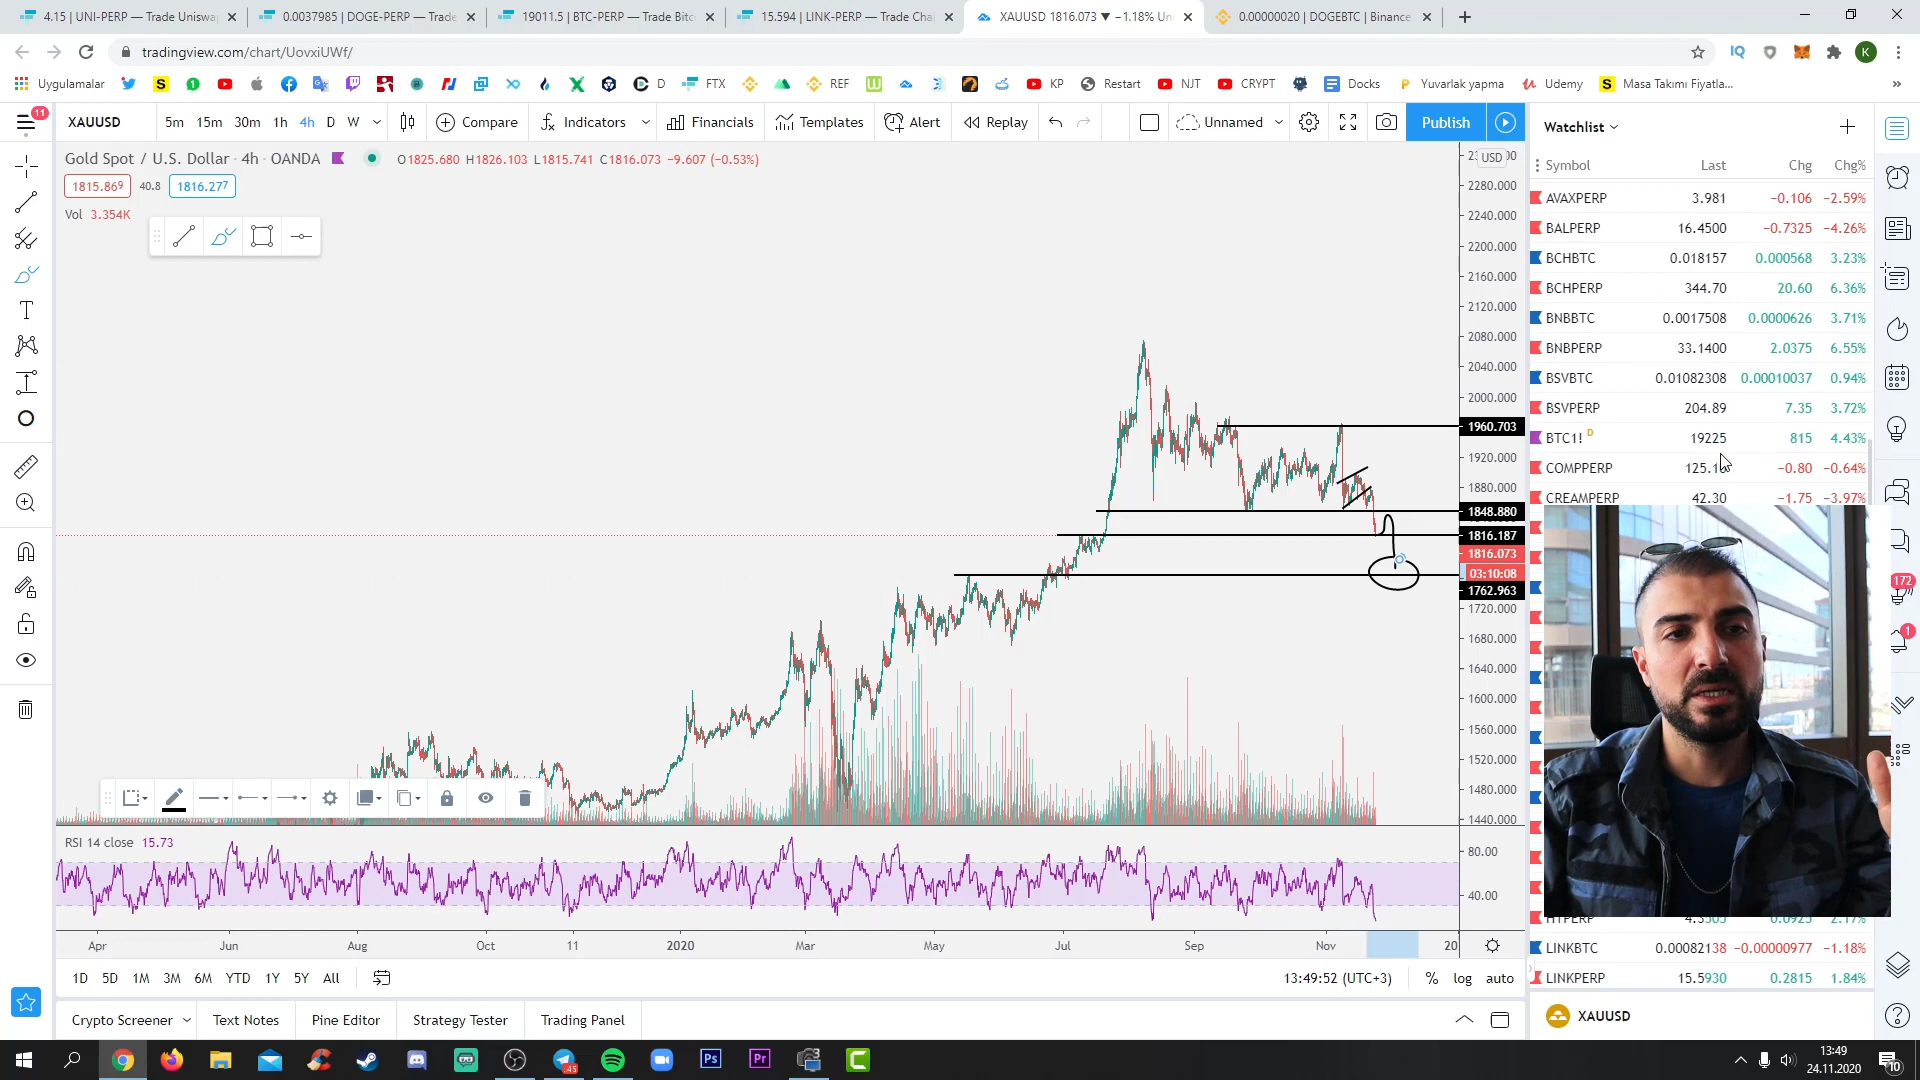 4.15 | UNI-PERP — Trade Uniswa
0.0037985 | DOGE-PERP — Trade
19011.5 | BTC-PERP — Trade Bitc
15.594 | LINK-PERP — Trade Cha
XAUUSD 1816.073 ▼ −1.18% Un
0.00000020 | DOGEBTC | Binance
tradingview.com/chart/UovxiUWf/
K
Uygulamalar
D
FTX
REF
KP
Restart
NJT
CRYPT
Docks
Yuvarlak yapma
Udemy
Masa Takımı Fiyatla...
11
XAUUSD
5m 15m 30m 1h 4h D W
Compare
Indicators
Financials
Templates
Alert
Replay
Unnamed
Publish
Gold Spot / U.S. Dollar · 4h · OANDA
O1825.680 H1826.103 L1815.741 C1816.073 −9.607 (−0.53%)
1815.869 40.8 1816.277
Vol 3.354K
USD
2280.000
2240.000
2200.000
2160.000
2120.000
2080.000
2040.000
2000.000
1960.703
1920.000
1880.000
1848.880
1816.187
1816.073
03:10:08
1762.963
1720.000
1680.000
1640.000
1600.000
1560.000
1520.000
1480.000
1440.000
RSI 14 close 15.73
80.00
40.00
Apr Jun Aug Oct 11 2020 Mar May Jul Sep Nov 20
1D 5D 1M 3M 6M YTD 1Y 5Y All
13:49:52 (UTC+3)
% log auto
Crypto Screener
Text Notes
Pine Editor
Strategy Tester
Trading Panel
Watchlist
Symbol Last Chg Chg%
AVAXPERP 3.981 −0.106 −2.59%
BALPERP 16.4500 −0.7325 −4.26%
BCHBTC 0.018157 0.000568 3.23%
BCHPERP 344.70 20.60 6.36%
BNBBTC 0.0017508 0.0000626 3.71%
BNBPERP 33.1400 2.0375 6.55%
BSVBTC 0.01082308 0.00010037 0.94%
BSVPERP 204.89 7.35 3.72%
BTC1! D 19225 815 4.43%
COMPPERP −0.80 −0.64%
CREAMPERP 42.30 −1.75 −3.97%
LINKBTC 0.00082138 −0.00000977 −1.18%
LINKPERP 15.5930 0.2815 1.84%
XAUUSD
172
1
45
Ps
Pr
13:49
24.11.2020
10